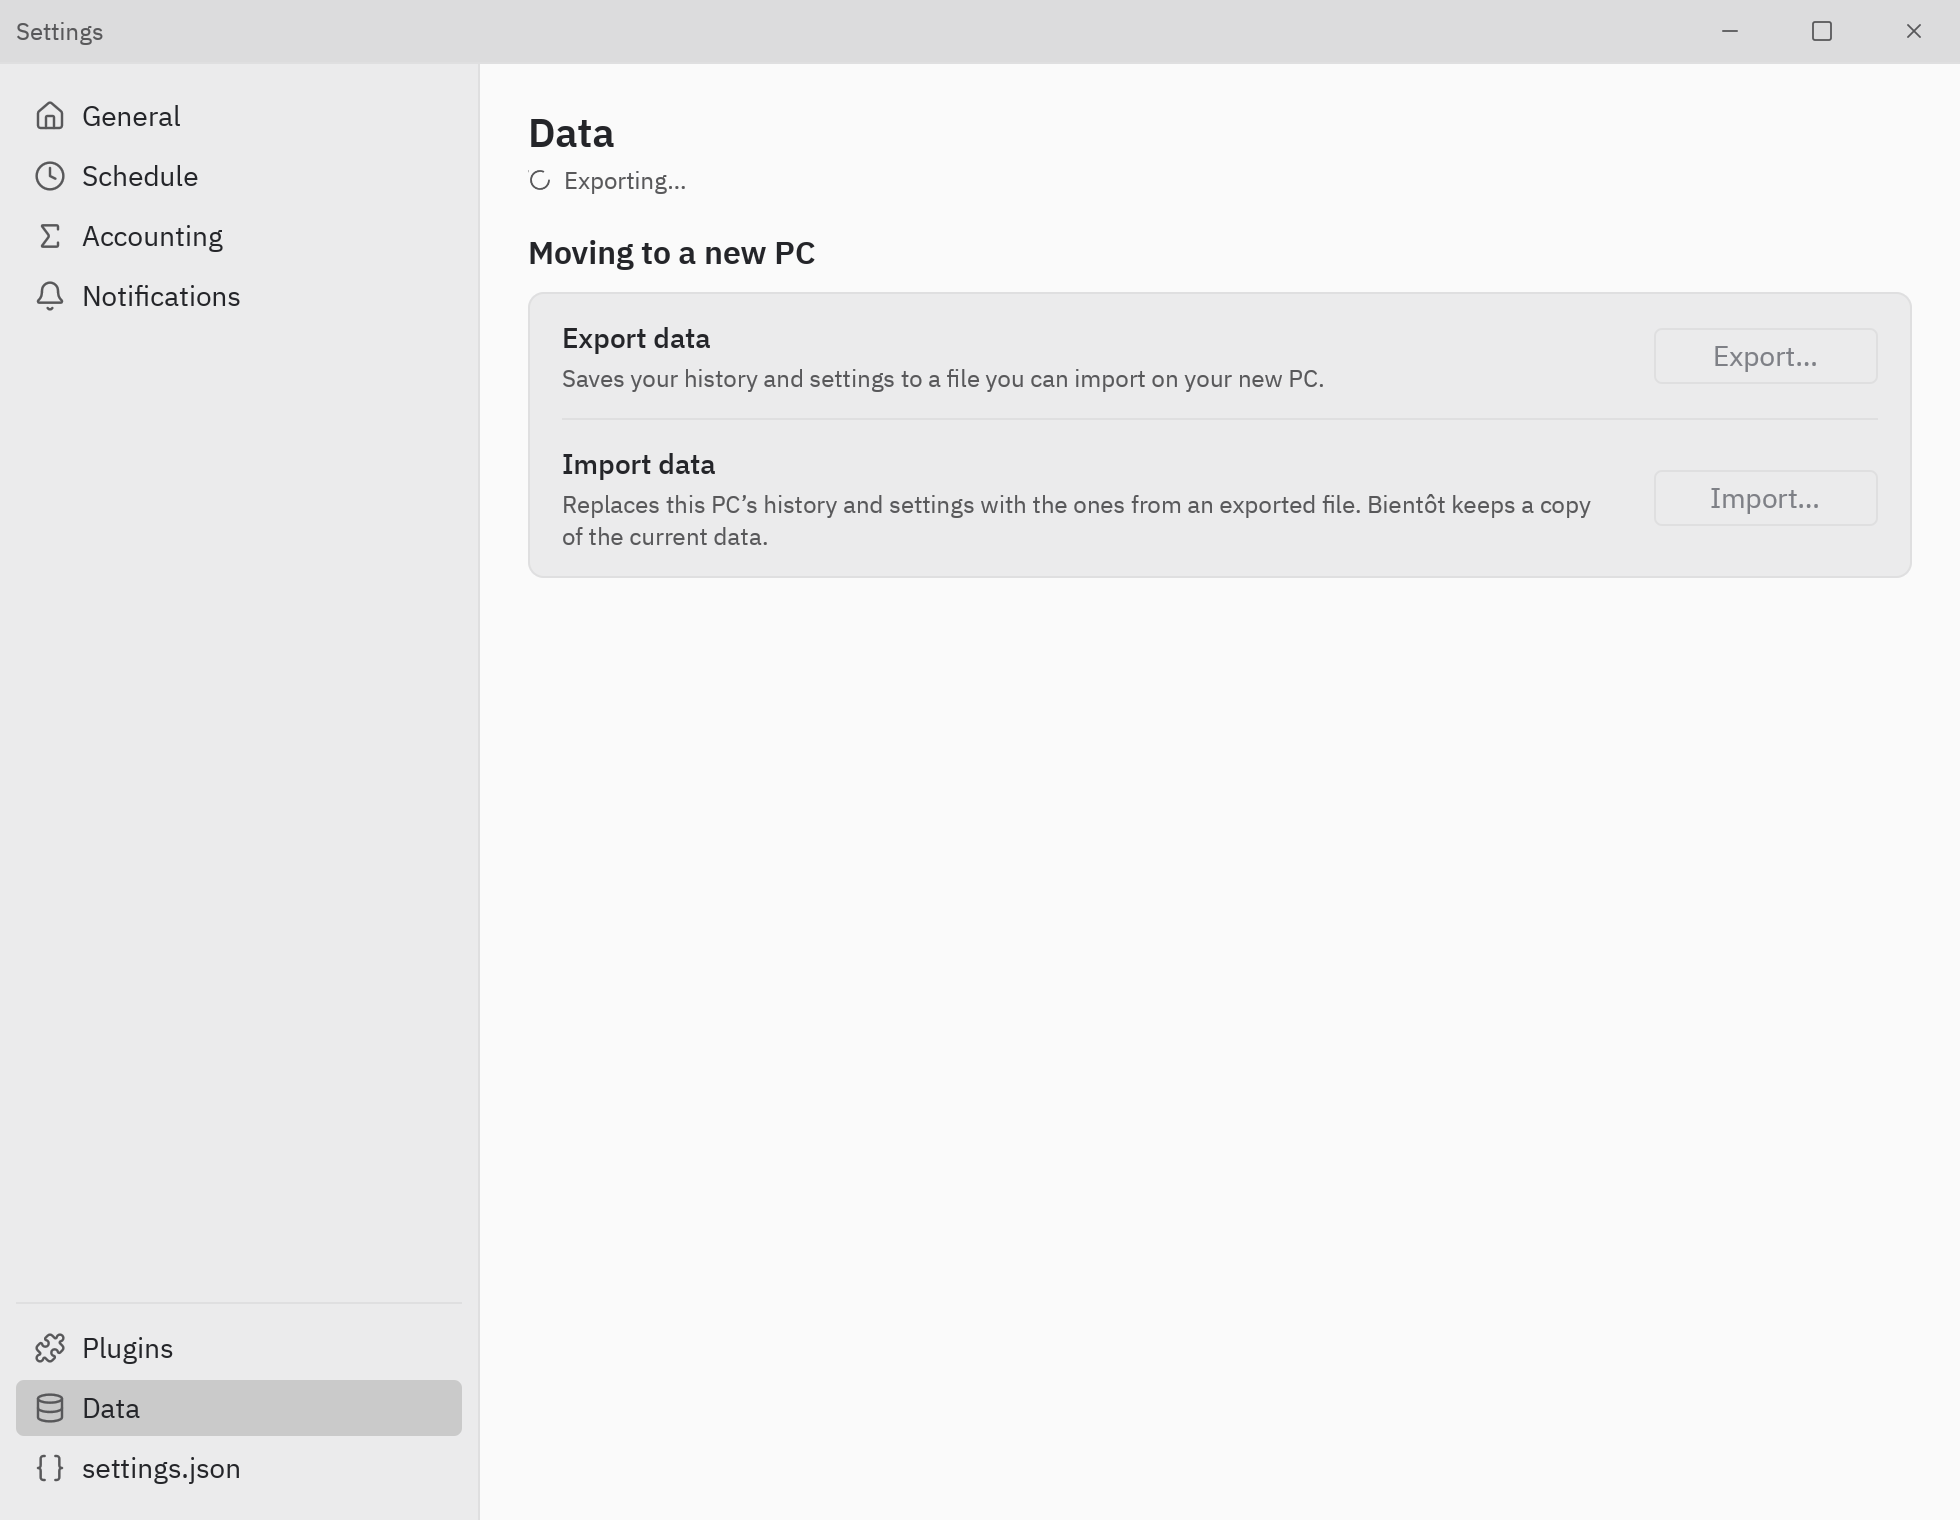 Settings
General
Schedule
Accounting
Notifications
Plugins
Data
settings.json
Data
Exporting...
Moving to a new PC
Export data
Saves your history and settings to a file you can import on your new PC.
Export...
Import data
Replaces this PC’s history and settings with the ones from an exported file. Bientôt keeps a copy
of the current data.
Import...